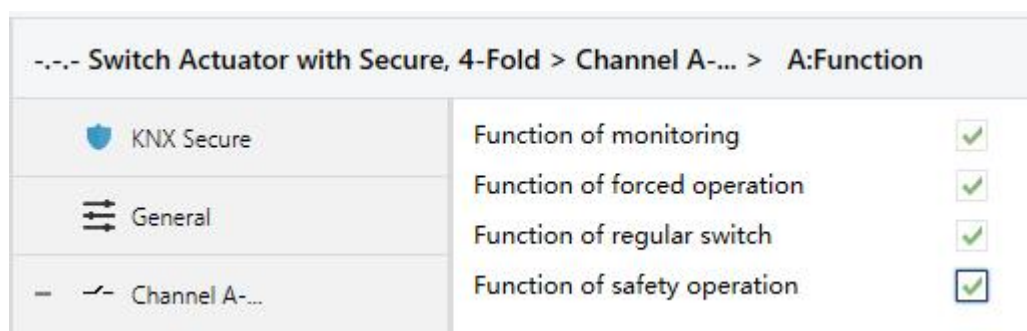 -.-.- Switch Actuator with Secure, 4-Fold > Channel A-... > A:Function
KNX Secure
General
Channel A-...
Function of monitoring
Function of forced operation
Function of regular switch
Function of safety operation